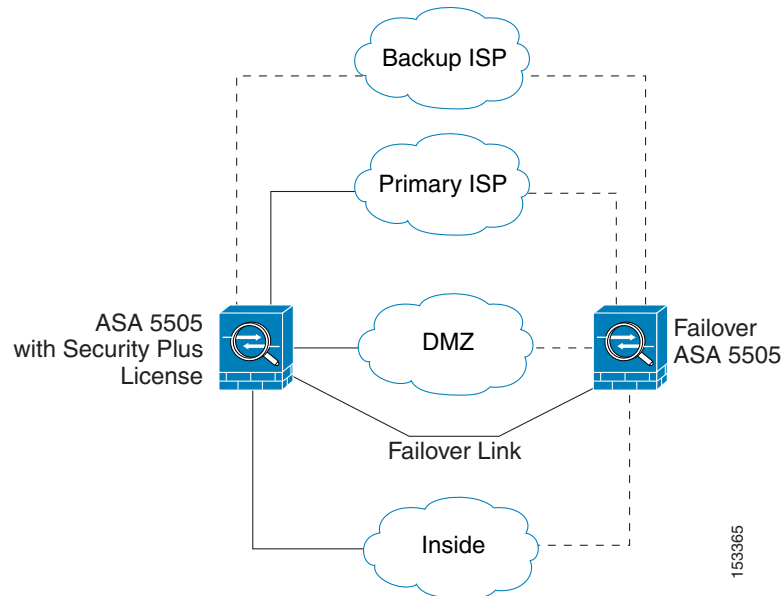 Backup ISP
Primary ISP
ASA 5505
with Security Plus
License
DMZ
Failover
ASA 5505
Failover Link
Inside
153365